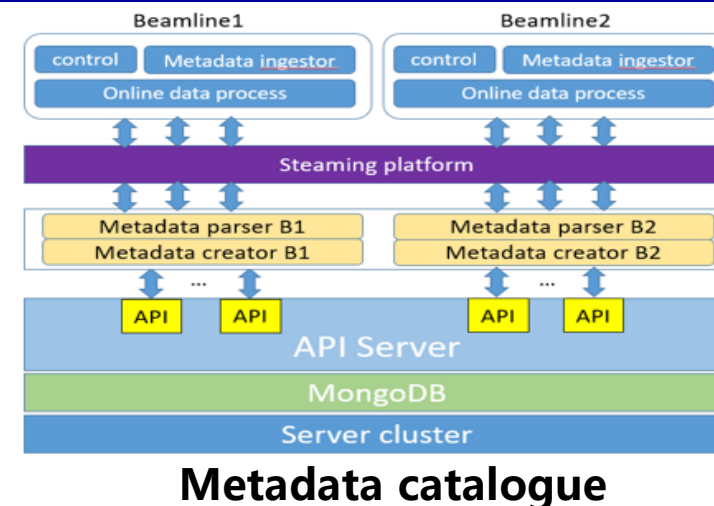 Beamline1 Beamline2
control Metadata ingestor control Metadata ingestor
Online data process Online data process
Steaming platform
Metadata parser B1 Metadata parser B2
Metadata creator B1 Metadata creator B2
... ...
API API API API
API Server
MongoDB
Server cluster
Metadata catalogue